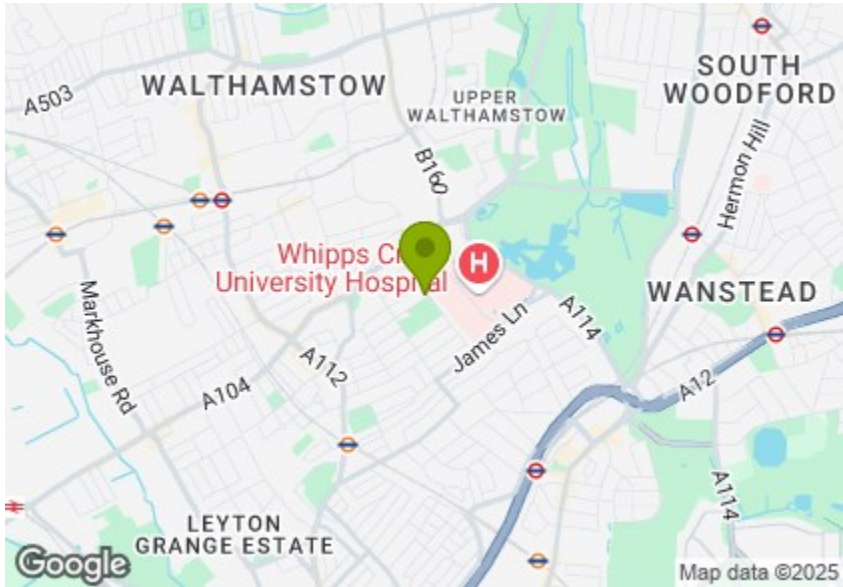 SOUTH
WOODFORD
WALTHAMSTOW
A503
UPPER
WALTHAMSTOW
B160
Hermon Hill
Whipps Cr
University Hospital
H
WANSTEAD
Markhouse Rd
A114
James Ln
A112
A104
A12
A114
LEYTON
GRANGE ESTATE
Google
Map data ©2025